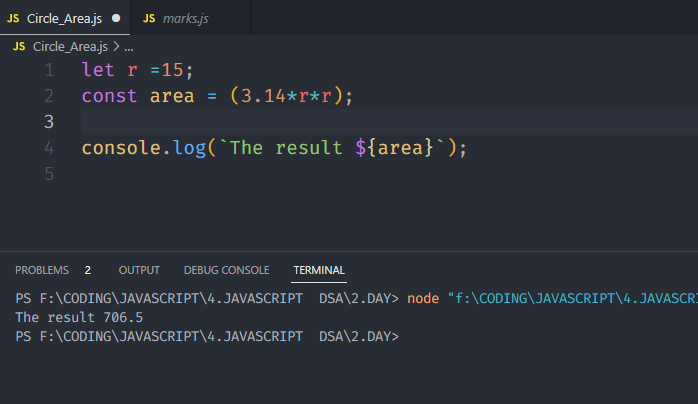 JS Circle_Area.js JS marks.js
JS Circle_Area.js > ...
1 let r =15;
2 const area = (3.14*r*r);
3
4 console.log(`The result ${area}`);
5
PROBLEMS 2 OUTPUT DEBUG CONSOLE TERMINAL
PS F:\CODING\JAVASCRIPT\4.JAVASCRIPT  DSA\2.DAY> node "f:\CODING\JAVASCRIPT\4.JAVASCRI
The result 706.5
PS F:\CODING\JAVASCRIPT\4.JAVASCRIPT  DSA\2.DAY>